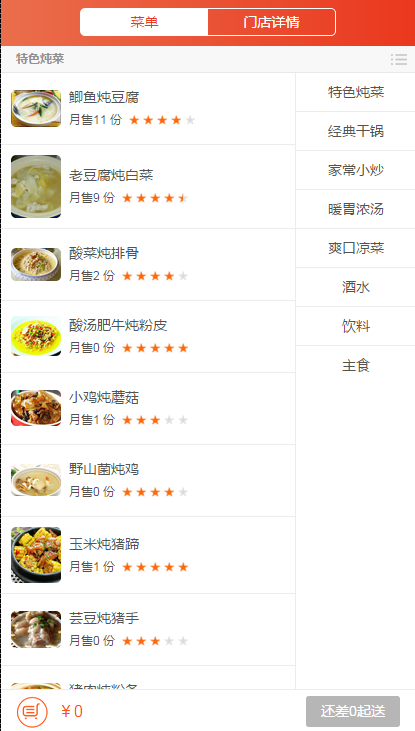 菜单 门店详情
特色炖菜
鲫鱼炖豆腐
月售11 份
老豆腐炖白菜
月售9 份
酸菜炖排骨
月售2 份
酸汤肥牛炖粉皮
月售0 份
小鸡炖蘑菇
月售1 份
野山菌炖鸡
月售0 份
玉米炖猪蹄
月售1 份
芸豆炖猪手
月售0 份
猪肉炖粉条
特色炖菜
经典干锅
家常小炒
暖胃浓汤
爽口凉菜
酒水
饮料
主食
¥0
还差0起送